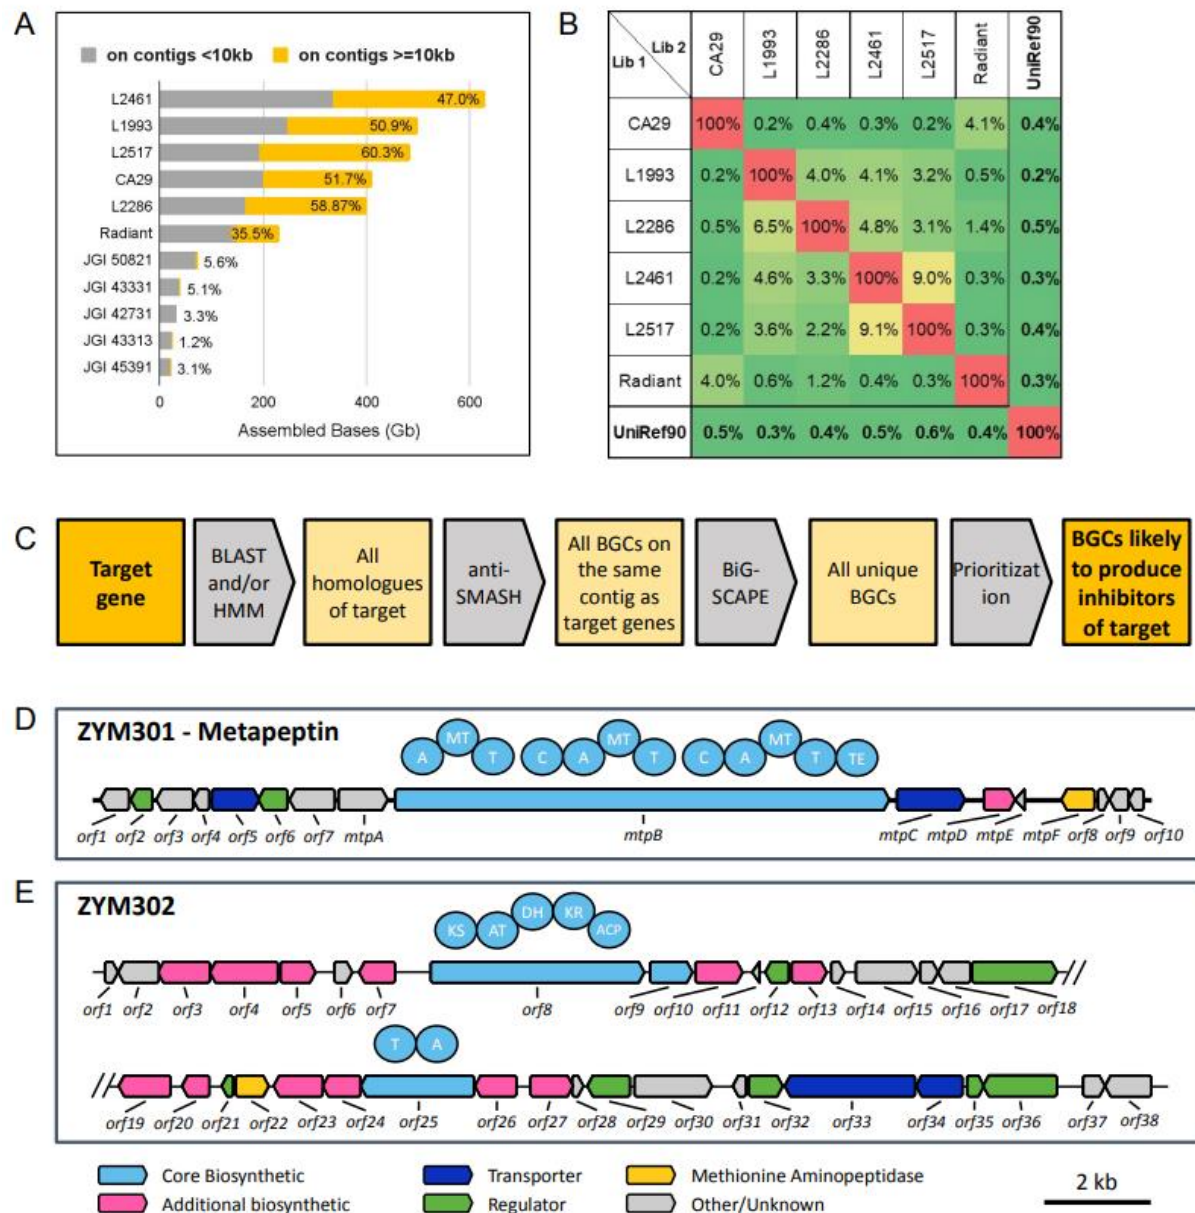 A
on contigs <10kb on contigs >=10kb
L2461 47.0%
L1993 50.9%
L2517 60.3%
CA29 51.7%
L2286 58.87%
Radiant 35.5%
JGI 50821 5.6%
JGI 43331 5.1%
JGI 42731 3.3%
JGI 43313 1.2%
JGI 45391 3.1%
0 200 400 600
Assembled Bases (Gb)
B
Lib 1 Lib 2 CA29 L1993 L2286 L2461 L2517 Radiant UniRef90
CA29 100% 0.2% 0.4% 0.3% 0.2% 4.1% 0.4%
L1993 0.2% 100% 4.0% 4.1% 3.2% 0.5% 0.2%
L2286 0.5% 6.5% 100% 4.8% 3.1% 1.4% 0.5%
L2461 0.2% 4.6% 3.3% 100% 9.0% 0.3% 0.3%
L2517 0.2% 3.6% 2.2% 9.1% 100% 0.3% 0.4%
Radiant 4.0% 0.6% 1.2% 0.4% 0.3% 100% 0.3%
UniRef90 0.5% 0.3% 0.4% 0.5% 0.6% 0.4% 100%
C
Target
gene
BLAST
and/or
HMM
All
homologues
of target
anti-
SMASH
All BGCs on
the same
contig as
target genes
BiG-
SCAPE
All unique
BGCs
Prioritizat
ion
BGCs likely
to produce
inhibitors
of target
D
ZYM301 - Metapeptin
A MT T C A MT T C A MT T TE
orf1 orf2 orf3 orf4 orf5 orf6 orf7 mtpA mtpB mtpC mtpD mtpE mtpF orf8 orf9 orf10
E
ZYM302
KS AT DH KR ACP
orf1 orf2 orf3 orf4 orf5 orf6 orf7 orf8 orf9 orf10 orf11 orf12 orf13 orf14 orf15 orf16 orf17 orf18
T A
orf19 orf20 orf21 orf22 orf23 orf24 orf25 orf26 orf27 orf28 orf29 orf30 orf31 orf32 orf33 orf34 orf35 orf36 orf37 orf38
Core Biosynthetic Transporter Methionine Aminopeptidase
Additional biosynthetic Regulator Other/Unknown
2 kb